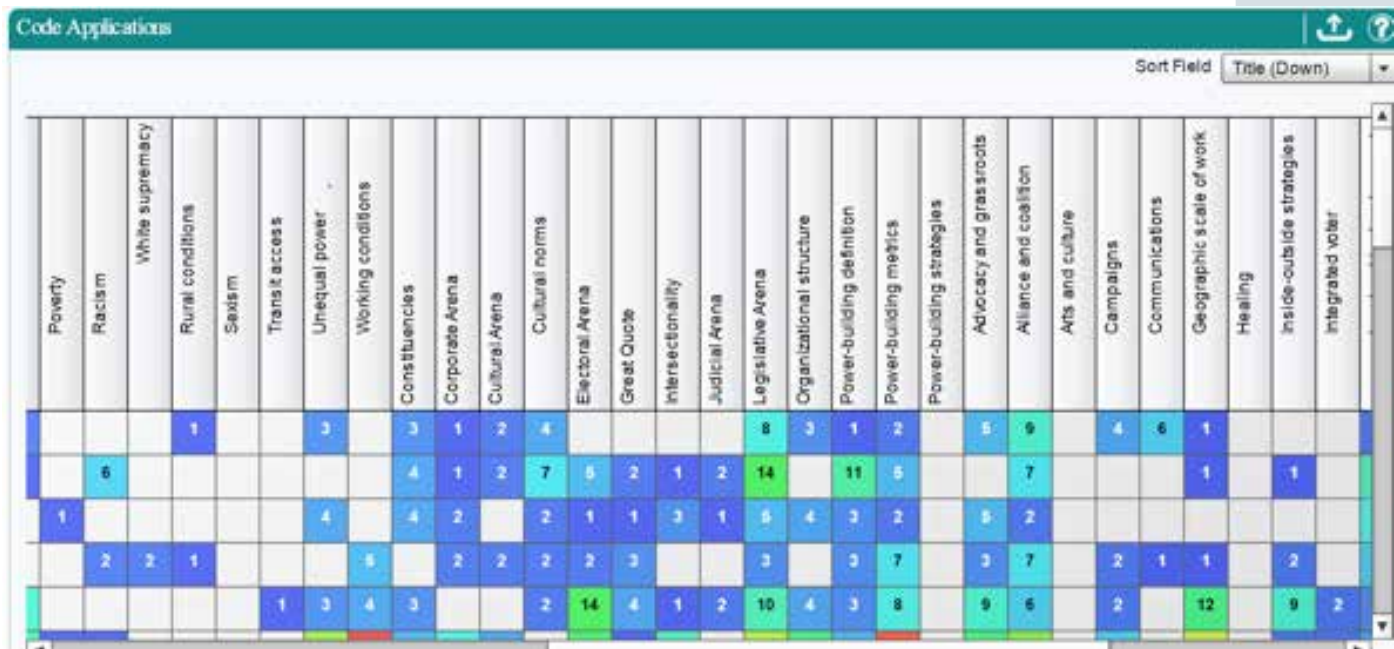 Code Applications
?
Sort Field Title (Down)
Poverty
Racism
White supremacy
Rural conditions
Sexism
Transit access
Unequal power
Working conditions
Constituencies
Corporate Arena
Cultural Arena
Cultural norms
Electoral Arena
Great Quote
Intersectionality
Judicial Arena
Legislative Arena
Organizational structure
Power-building definition
Power-building metrics
Power-building strategies
Advocacy and grassroots
Alliance and coalition
Arts and culture
Campaigns
Communications
Geographic scale of work
Healing
Inside-outside strategies
Integrated voter
1 3 3 1 2 4 8 3 1 2 5 9 4 6 1
6 4 1 2 7 5 2 1 2 14 11 5 7 1 1
1 4 4 2 2 1 1 3 1 5 4 3 2 5 2
2 2 1 5 2 2 2 2 3 3 3 7 3 7 2 1 1 2
1 3 4 3 2 14 4 1 2 10 4 3 8 9 6 2 12 9 2